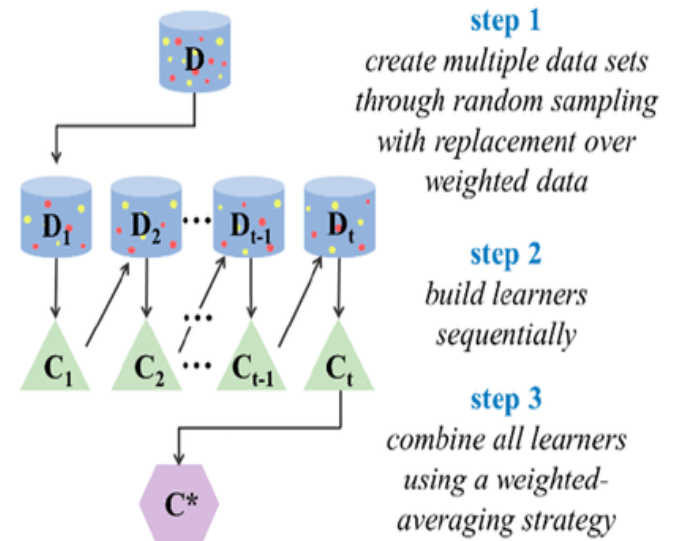 D
step 1
create multiple data sets
through random sampling
with replacement over
weighted data
D1 D2 ... Dt-1 Dt
step 2
build learners
sequentially
...
C1 C2 ... Ct-1 Ct
step 3
combine all learners
using a weighted-
averaging strategy
C*